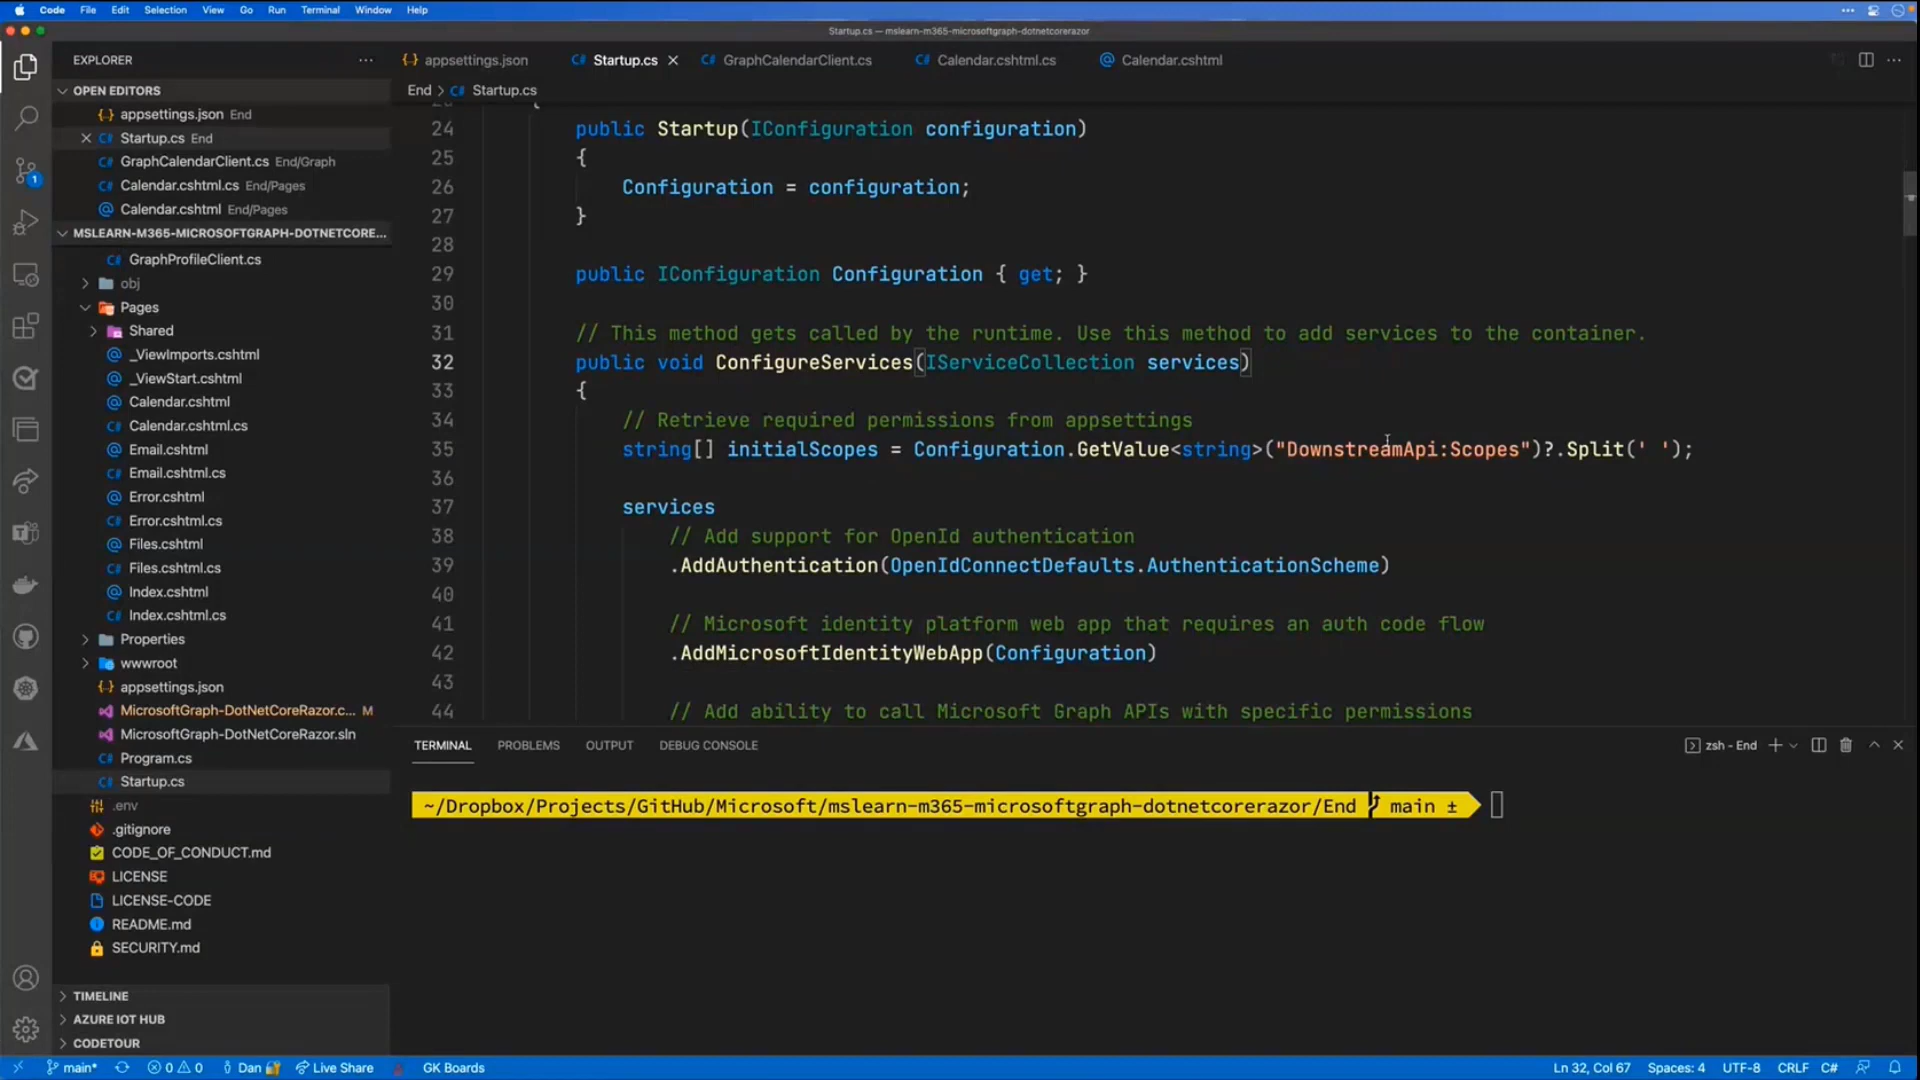 Code File Edit Selection View Go Run Terminal Window Help
Startup.cs — mslearn-m365-microsoftgraph-dotnetcorerazor
EXPLORER
OPEN EDITORS
appsettings.json End
Startup.cs End
GraphCalendarClient.cs End/Graph
Calendar.cshtml.cs End/Pages
Calendar.cshtml End/Pages
MSLEARN-M365-MICROSOFTGRAPH-DOTNETCORE...
GraphProfileClient.cs
obj
Pages
Shared
_ViewImports.cshtml
_ViewStart.cshtml
Calendar.cshtml
Calendar.cshtml.cs
Email.cshtml
Email.cshtml.cs
Error.cshtml
Error.cshtml.cs
Files.cshtml
Files.cshtml.cs
Index.cshtml
Index.cshtml.cs
Properties
wwwroot
appsettings.json
MicrosoftGraph-DotNetCoreRazor.c... M
MicrosoftGraph-DotNetCoreRazor.sln
Program.cs
Startup.cs
.env
.gitignore
CODE_OF_CONDUCT.md
LICENSE
LICENSE-CODE
README.md
SECURITY.md
TIMELINE
AZURE IOT HUB
CODETOUR
1
appsettings.json Startup.cs GraphCalendarClient.cs Calendar.cshtml.cs Calendar.cshtml
End > Startup.cs
24 public Startup(IConfiguration configuration)
25 {
26 Configuration = configuration;
27 }
28
29 public IConfiguration Configuration { get; }
30
31 // This method gets called by the runtime. Use this method to add services to the container.
32 public void ConfigureServices(IServiceCollection services)
33 {
34 // Retrieve required permissions from appsettings
35 string[] initialScopes = Configuration.GetValue<string>("DownstreamApi:Scopes")?.Split(' ');
36
37 services
38 // Add support for OpenId authentication
39 .AddAuthentication(OpenIdConnectDefaults.AuthenticationScheme)
40
41 // Microsoft identity platform web app that requires an auth code flow
42 .AddMicrosoftIdentityWebApp(Configuration)
43
44 // Add ability to call Microsoft Graph APIs with specific permissions
TERMINAL PROBLEMS OUTPUT DEBUG CONSOLE zsh - End
~/Dropbox/Projects/GitHub/Microsoft/mslearn-m365-microsoftgraph-dotnetcorerazor/End main ±
main* 0 0 Dan Live Share GK Boards Ln 32, Col 67 Spaces: 4 UTF-8 CRLF C#